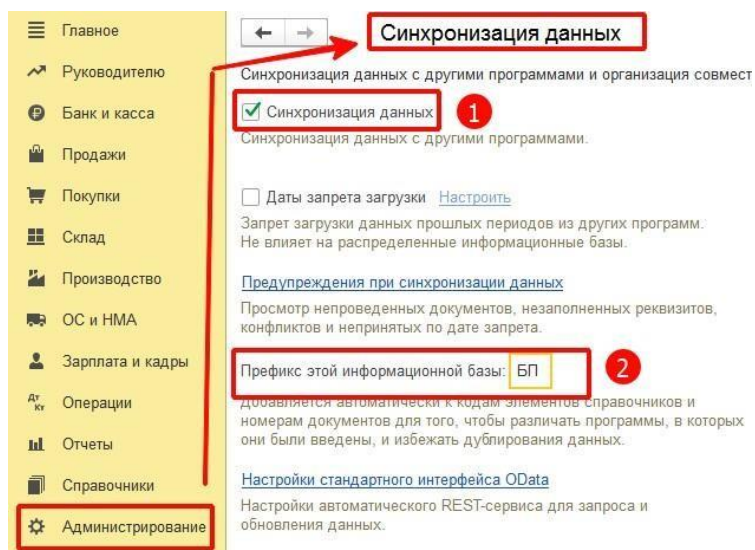 Главное
Руководителю
Банк и касса
Продажи
Покупки
Склад
Производство
ОС и НМА
Зарплата и кадры
Дт Кт Операции
Отчеты
Справочники
Администрирование
Синхронизация данных
Синхронизация данных с другими программами и организация совмест
Синхронизация данных 1
Синхронизация данных с другими программами.
Даты запрета загрузки Настроить
Запрет загрузки данных прошлых периодов из других программ.
Не влияет на распределенные информационные базы.
Предупреждения при синхронизации данных
Просмотр непроведенных документов, незаполненных реквизитов,
конфликтов и непринятых по дате запрета.
Префикс этой информационной базы: БП 2
Добавляется автоматически к кодам элементов справочников и
номерам документов для того, чтобы различать программы, в которых
они были введены, и избежать дублирования данных.
Настройки стандартного интерфейса OData
Настройки автоматического REST-сервиса для запроса и
обновления данных.